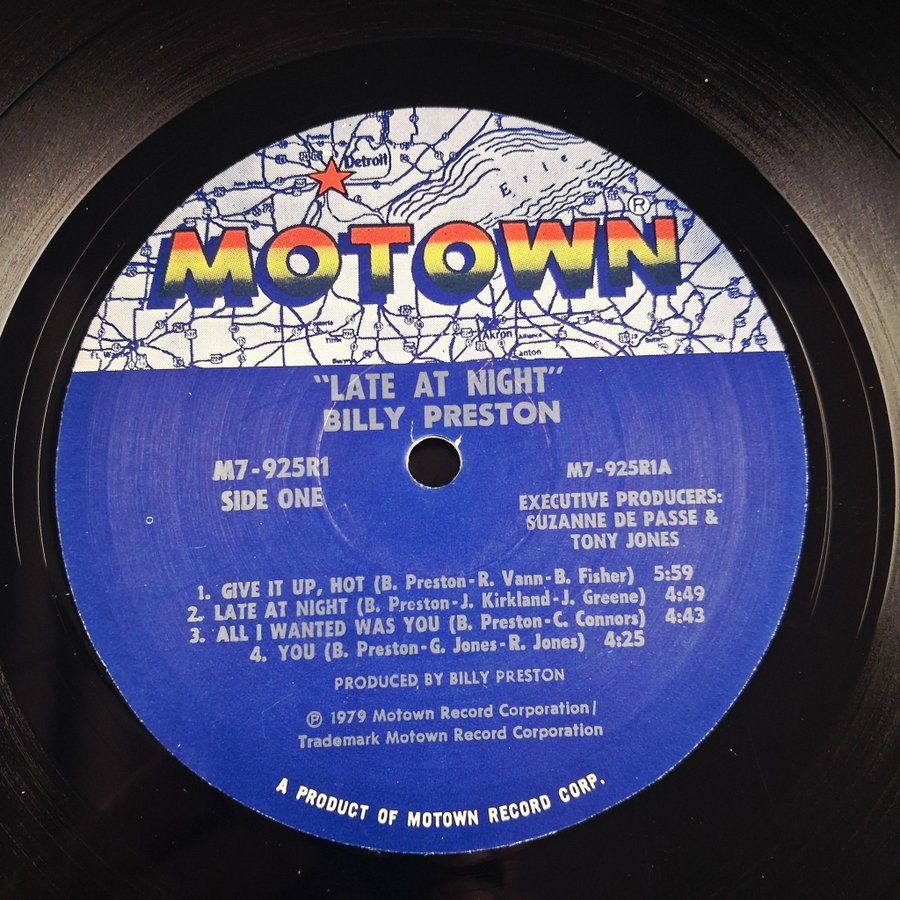 Detroit
Erie
MOTOWN®
Akron
Alliance
Canton
"LATE AT NIGHT"
BILLY PRESTON
M7-925R1
SIDE ONE
M7-925R1A
EXECUTIVE PRODUCERS:
SUZANNE DE PASSE &
TONY JONES
1. GIVE IT UP, HOT (B. Preston-R. Vann-B. Fisher) 5:59
2. LATE AT NIGHT (B. Preston-J. Kirkland-J. Greene) 4:49
3. ALL I WANTED WAS YOU (B. Preston-C. Connors) 4:43
4. YOU (B. Preston-G. Jones-R. Jones) 4:25
PRODUCED BY BILLY PRESTON
℗ 1979 Motown Record Corporation/
Trademark Motown Record Corporation
A PRODUCT OF MOTOWN RECORD CORP.